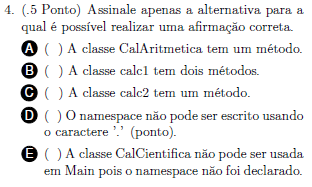 4. (.5 Ponto) Assinale apenas a alternativa para a
qual é possível realizar uma afirmação correta.
A ( ) A classe CalAritmetica tem um método.
B ( ) A classe calc1 tem dois métodos.
C ( ) A classe calc2 tem um método.
D ( ) O namespace não pode ser escrito usando
o caractere '.' (ponto).
E ( ) A classe CalCientifica não pode ser usada
em Main pois o namespace não foi declarado.